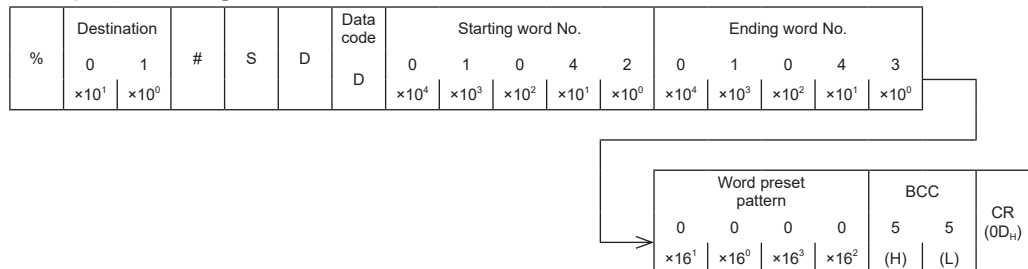 % Destination # S D Data code Starting word No. Ending word No.
0 1 D 0 1 0 4 2 0 1 0 4 3
×10¹ ×10⁰ ×10⁴ ×10³ ×10² ×10¹ ×10⁰ ×10⁴ ×10³ ×10² ×10¹ ×10⁰
Word preset pattern BCC CR (0Dₕ)
0 0 0 0 5 5
×16¹ ×16⁰ ×16³ ×16² (H) (L)